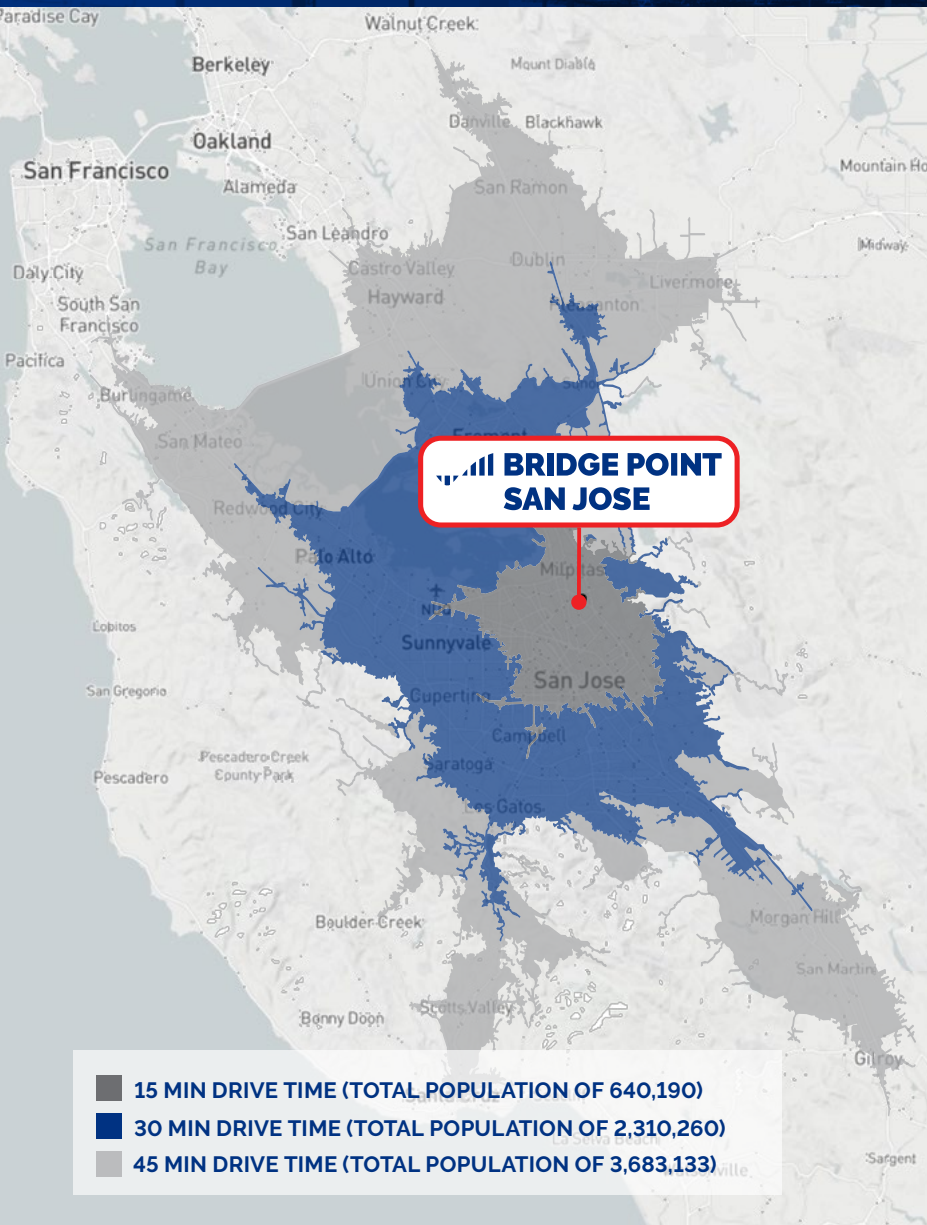 Paradise Cay
Walnut Creek
Berkeley
Mount Diablo
Danville
Blackhawk
Oakland
San Francisco
Mountain Ho
Alameda
San Ramon
San Leandro
San Francisco
Bay
Midway
Daly City
Castro Valley
Dublin
Livermore
Hayward
South San
Francisco
Pleasanton
Pacifica
Union City
Sunol
Burlingame
San Mateo
Fremont
BRIDGE POINT
SAN JOSE
Redwood City
Palo Alto
Milpitas
Lobitos
Sunnyvale
San Jose
San Gregorio
Cupertino
Campbell
Pescadero Creek
County Park
Saratoga
Pescadero
Los Gatos
Boulder Creek
Morgan Hill
San Martin
Scotts Valley
Bonny Doon
Gilroy
15 MIN DRIVE TIME (TOTAL POPULATION OF 640,190)
Santa Cruz
30 MIN DRIVE TIME (TOTAL POPULATION OF 2,310,260)
La Selva Beach
45 MIN DRIVE TIME (TOTAL POPULATION OF 3,683,133)
Sargent